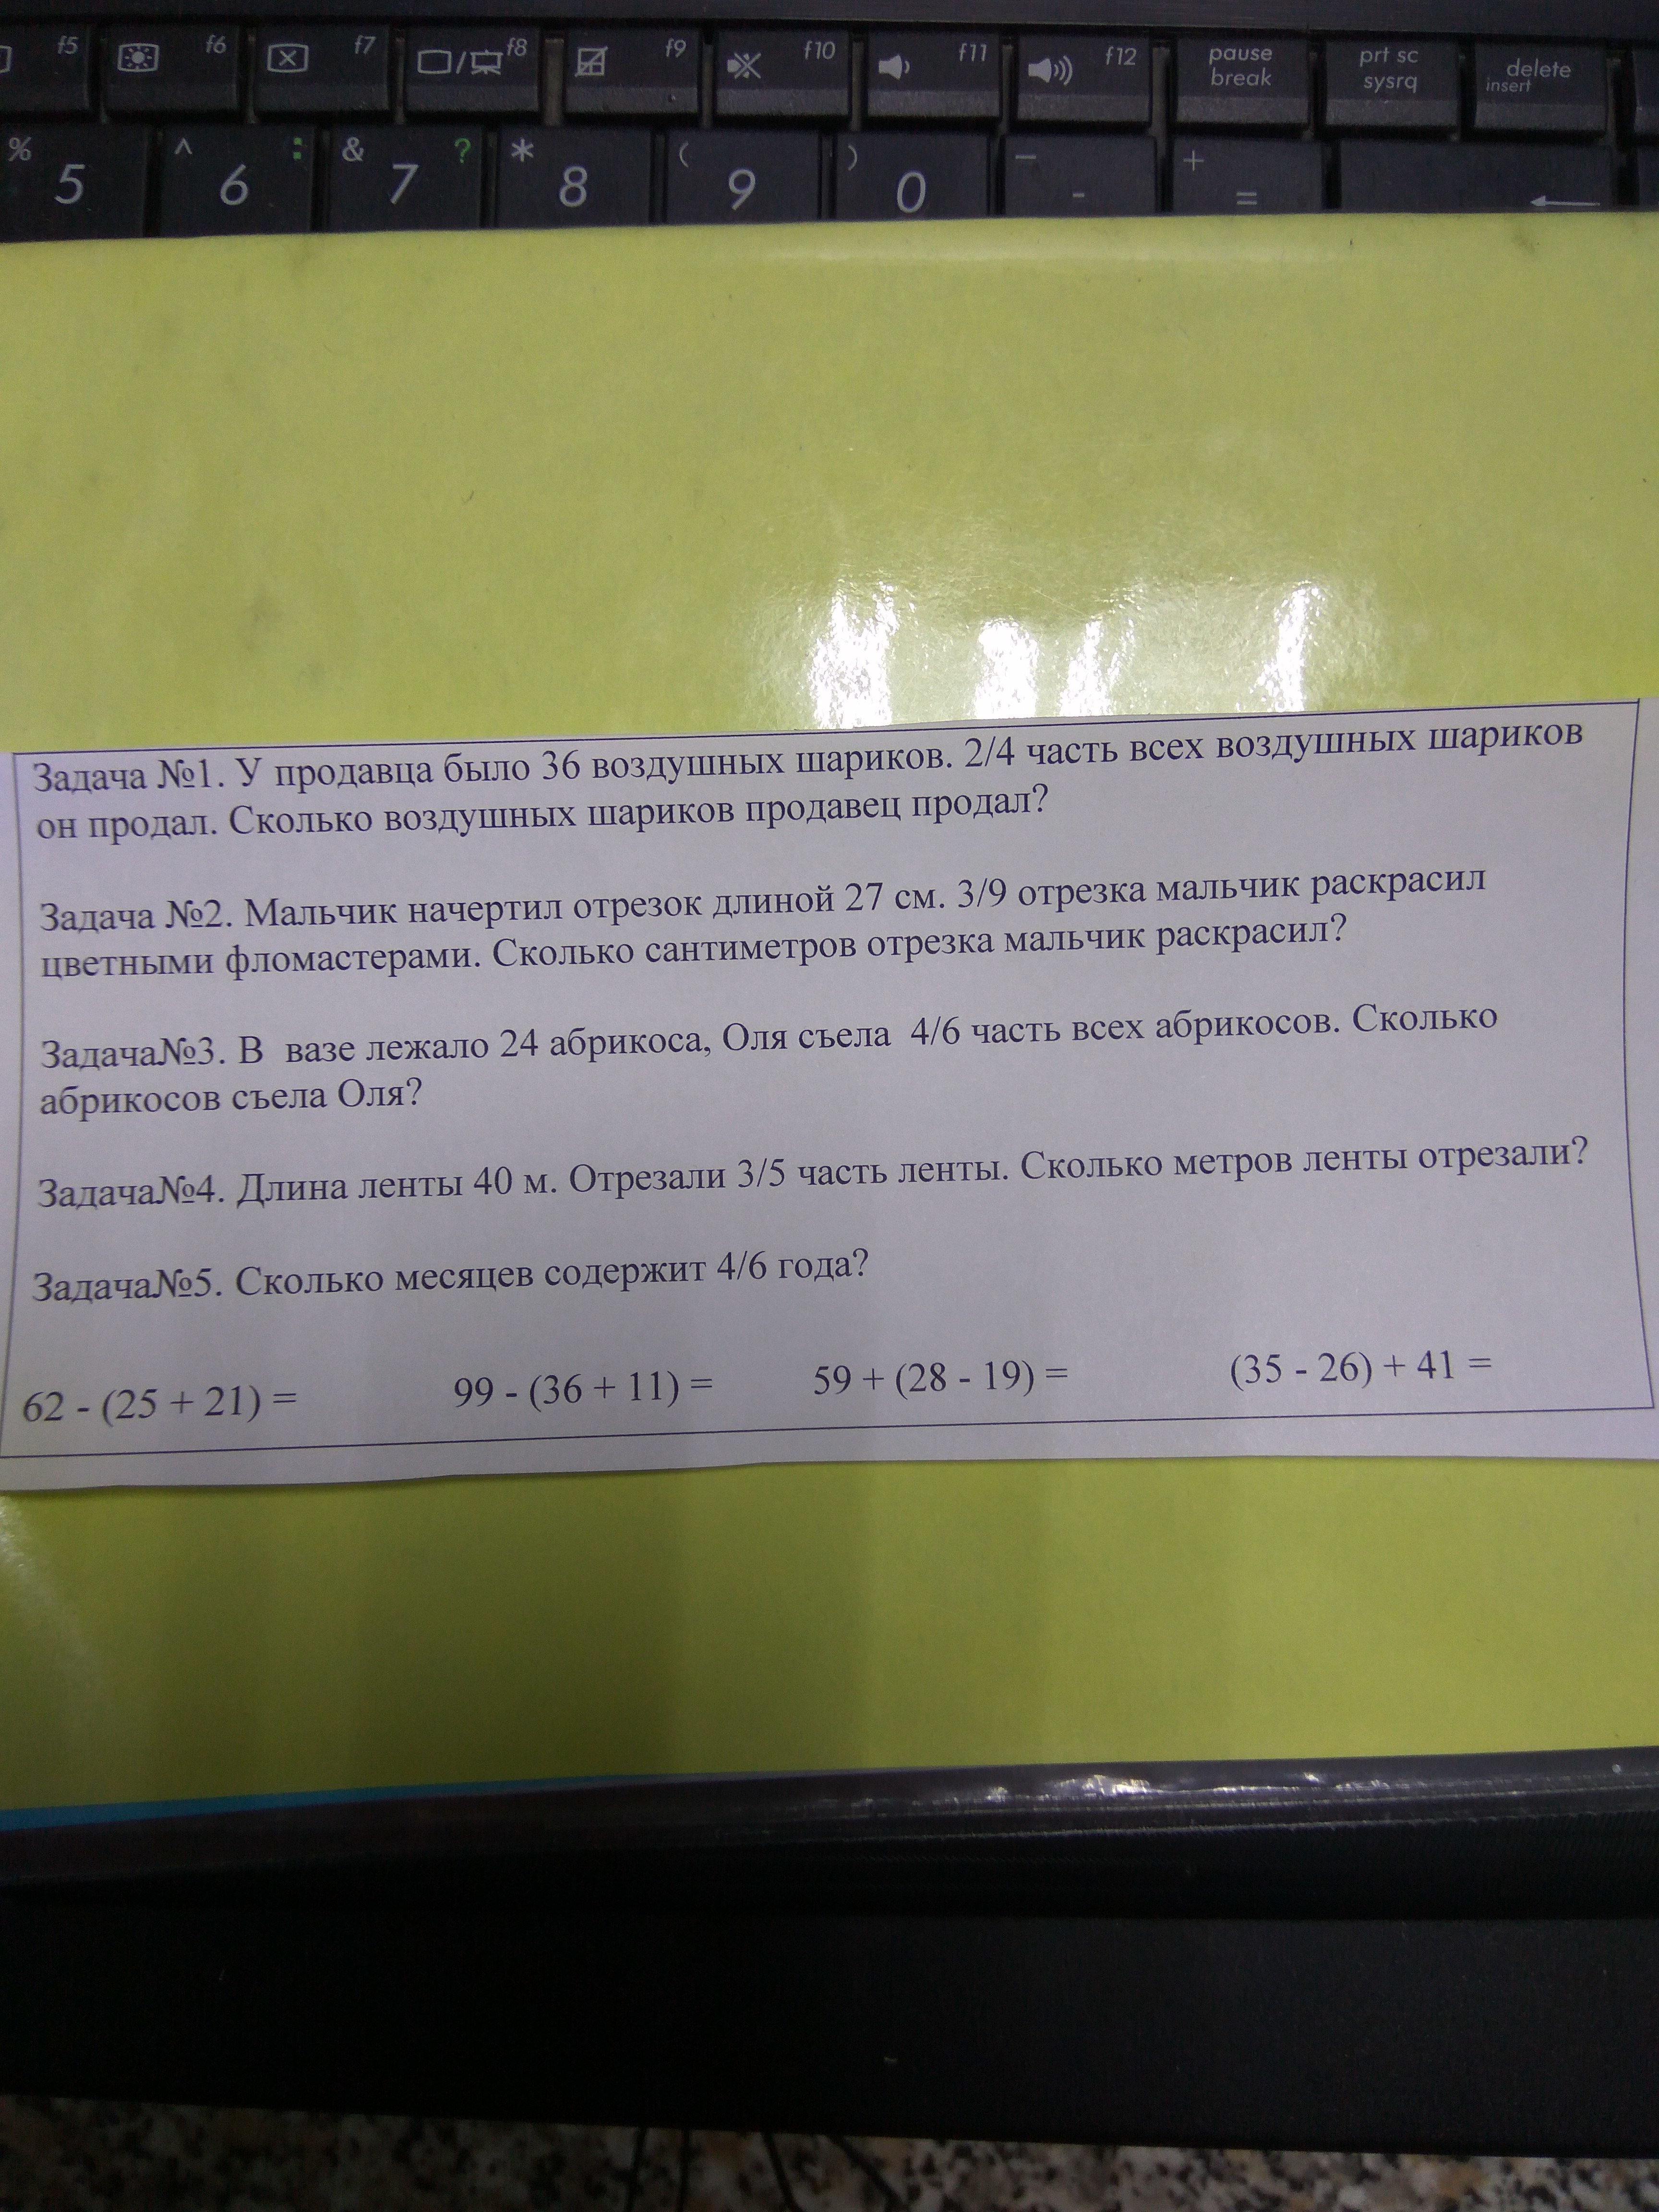 f5 f6 f7 f8 f9 f10 f11 f12 pause break prt sc sysrq delete insert
% 5 ^ 6 : & 7 ? * 8 ( 9 ) 0 _ - + =
Задача №1. У продавца было 36 воздушных шариков. 2/4 часть всех воздушных шариков
он продал. Сколько воздушных шариков продавец продал?
Задача №2. Мальчик начертил отрезок длиной 27 см. 3/9 отрезка мальчик раскрасил
цветными фломастерами. Сколько сантиметров отрезка мальчик раскрасил?
Задача№3. В вазе лежало 24 абрикоса, Оля съела 4/6 часть всех абрикосов. Сколько
абрикосов съела Оля?
Задача№4. Длина ленты 40 м. Отрезали 3/5 часть ленты. Сколько метров ленты отрезали?
Задача№5. Сколько месяцев содержит 4/6 года?
62 - (25 + 21) = 99 - (36 + 11) = 59 + (28 - 19) = (35 - 26) + 41 =